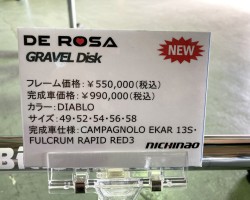 DE ROSA
GRAVEL Disk
NEW
フレーム価格：￥550,000(税込)
完成車価格：￥990,000(税込)
カラー：DIABLO
サイズ：49・52・54・56・58
完成車仕様：CAMPAGNOLO EKAR 13S・
FULCRUM RAPID RED3
NICHINAO
Bi